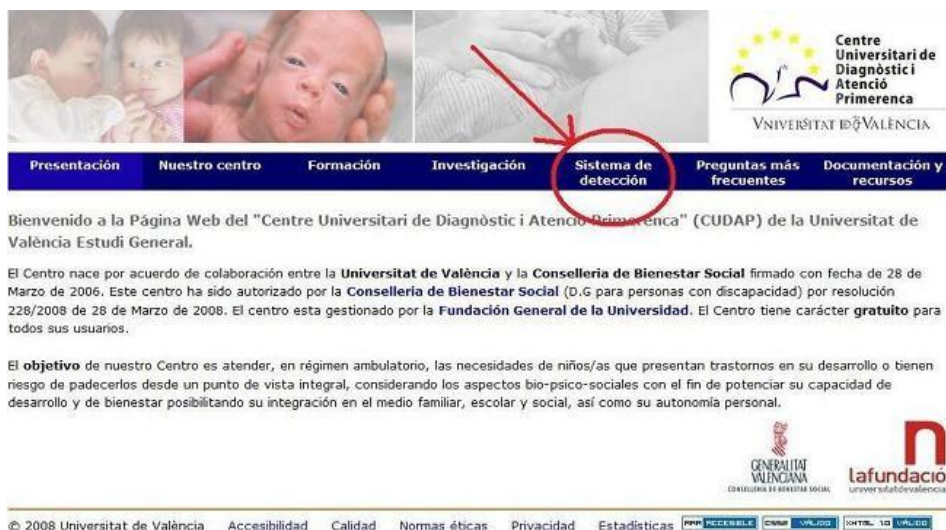 Centre
Universitari de
Diagnòstic i
Atenció
Primerenca
VNIVERSITAT ID VALÈNCIA
Presentación
Nuestro centro
Formación
Investigación
Sistema de
detección
Preguntas más
frecuentes
Documentación y
recursos
Bienvenido a la Página Web del "Centre Universitari de Diagnòstic i Atenció Primerenca" (CUDAP) de la Universitat de
València Estudi General.
El Centro nace por acuerdo de colaboración entre la Universitat de València y la Conselleria de Bienestar Social firmado con fecha de 28 de
Marzo de 2006. Este centro ha sido autorizado por la Conselleria de Bienestar Social (D.G para personas con discapacidad) por resolución
228/2008 de 28 de Marzo de 2008. El centro esta gestionado por la Fundación General de la Universidad. El Centro tiene carácter gratuito para
todos sus usuarios.
El objetivo de nuestro Centro es atender, en régimen ambulatorio, las necesidades de niños/as que presentan trastornos en su desarrollo o tienen
riesgo de padecerlos desde un punto de vista integral, considerando los aspectos bio-psico-sociales con el fin de potenciar su capacidad de
desarrollo y de bienestar posibilitando su integración en el medio familiar, escolar y social, así como su autonomía personal.
GENERALITAT
VALENCIANA
CONSELLERIA DE BENESTAR SOCIAL
lafundació
universitatdevalencia
© 2008 Universitat de València Accesibilidad Calidad Normas éticas Privacidad Estadísticas